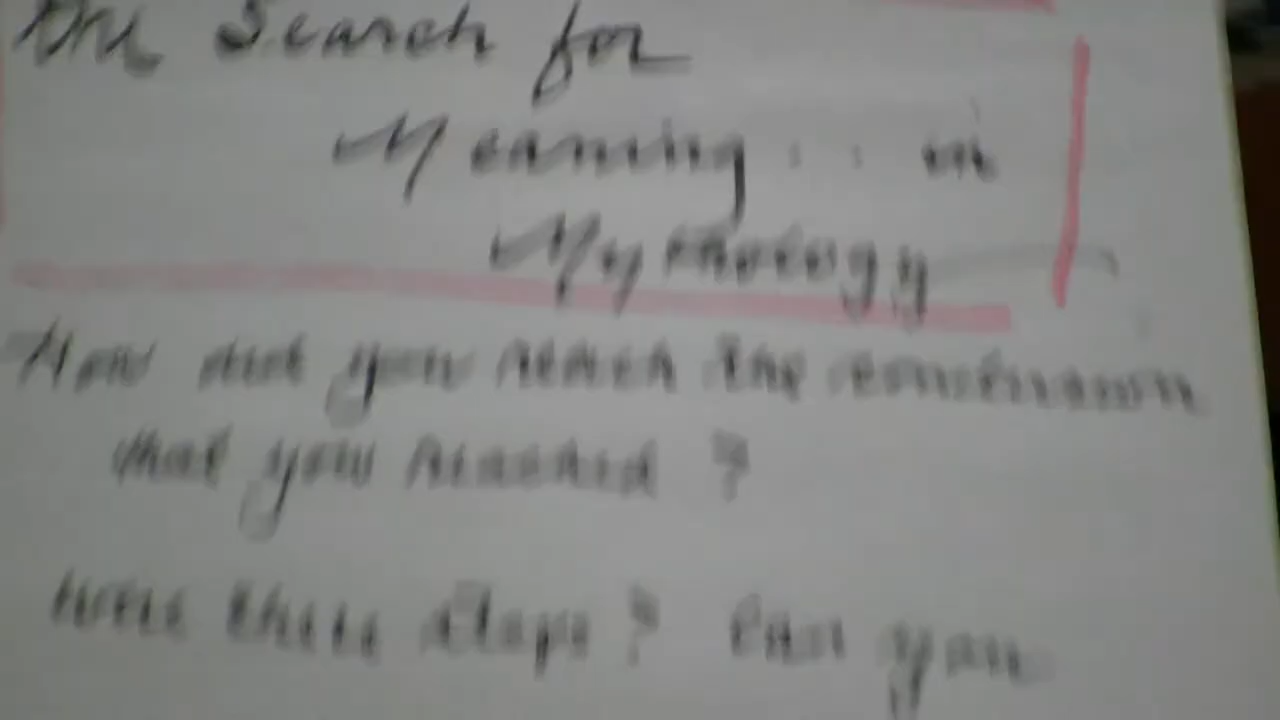 The Search for
Meaning . . in
Mythology
How did you reach the conclusion
that you reached ?
Were there steps ? Can you